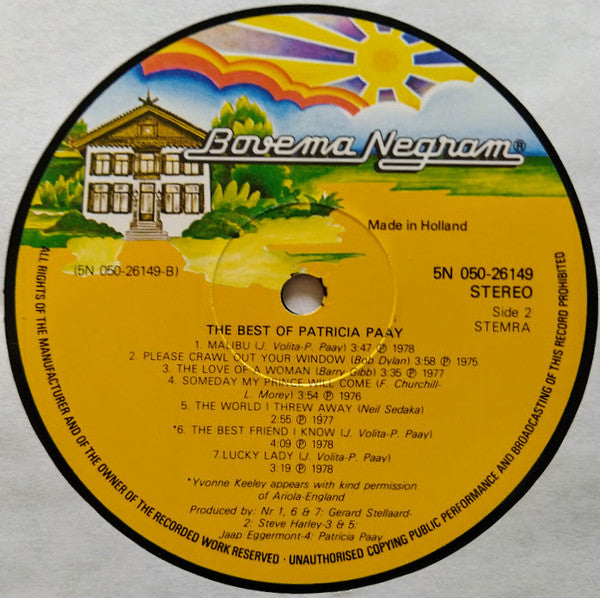 Bovema Negram®
Made in Holland
(5N 050-26149-B)
5N 050-26149
STEREO
Side 2
STEMRA
THE BEST OF PATRICIA PAAY
1. MALIBU (J. Volita-P. Paay) 3:47 ℗ 1978
2. PLEASE CRAWL OUT YOUR WINDOW (Bob Dylan) 3:58 ℗ 1975
3. THE LOVE OF A WOMAN (Barry Gibb) 3:35 ℗ 1977
4. SOMEDAY MY PRINCE WILL COME (F. Churchill-
L. Morey) 3:54 ℗ 1976
5. THE WORLD I THREW AWAY (Neil Sedaka)
2:55 ℗ 1977
*6. THE BEST FRIEND I KNOW (J. Volita-P. Paay)
4:09 ℗ 1978
7.LUCKY LADY (J. Volita-P. Paay)
3:19 ℗ 1978
*Yvonne Keeley appears with kind permission
of Ariola-England
Produced by: Nr 1, 6 & 7: Gerard Stellaard-
2: Steve Harley-3 & 5:
Jaap Eggermont-4: Patricia Paay
ALL RIGHTS OF THE MANUFACTURER AND OF THE OWNER OF THE RECORDED WORK RESERVED · UNAUTHORISED COPYING PUBLIC PERFORMANCE AND BROADCASTING OF THIS RECORD PROHIBITED